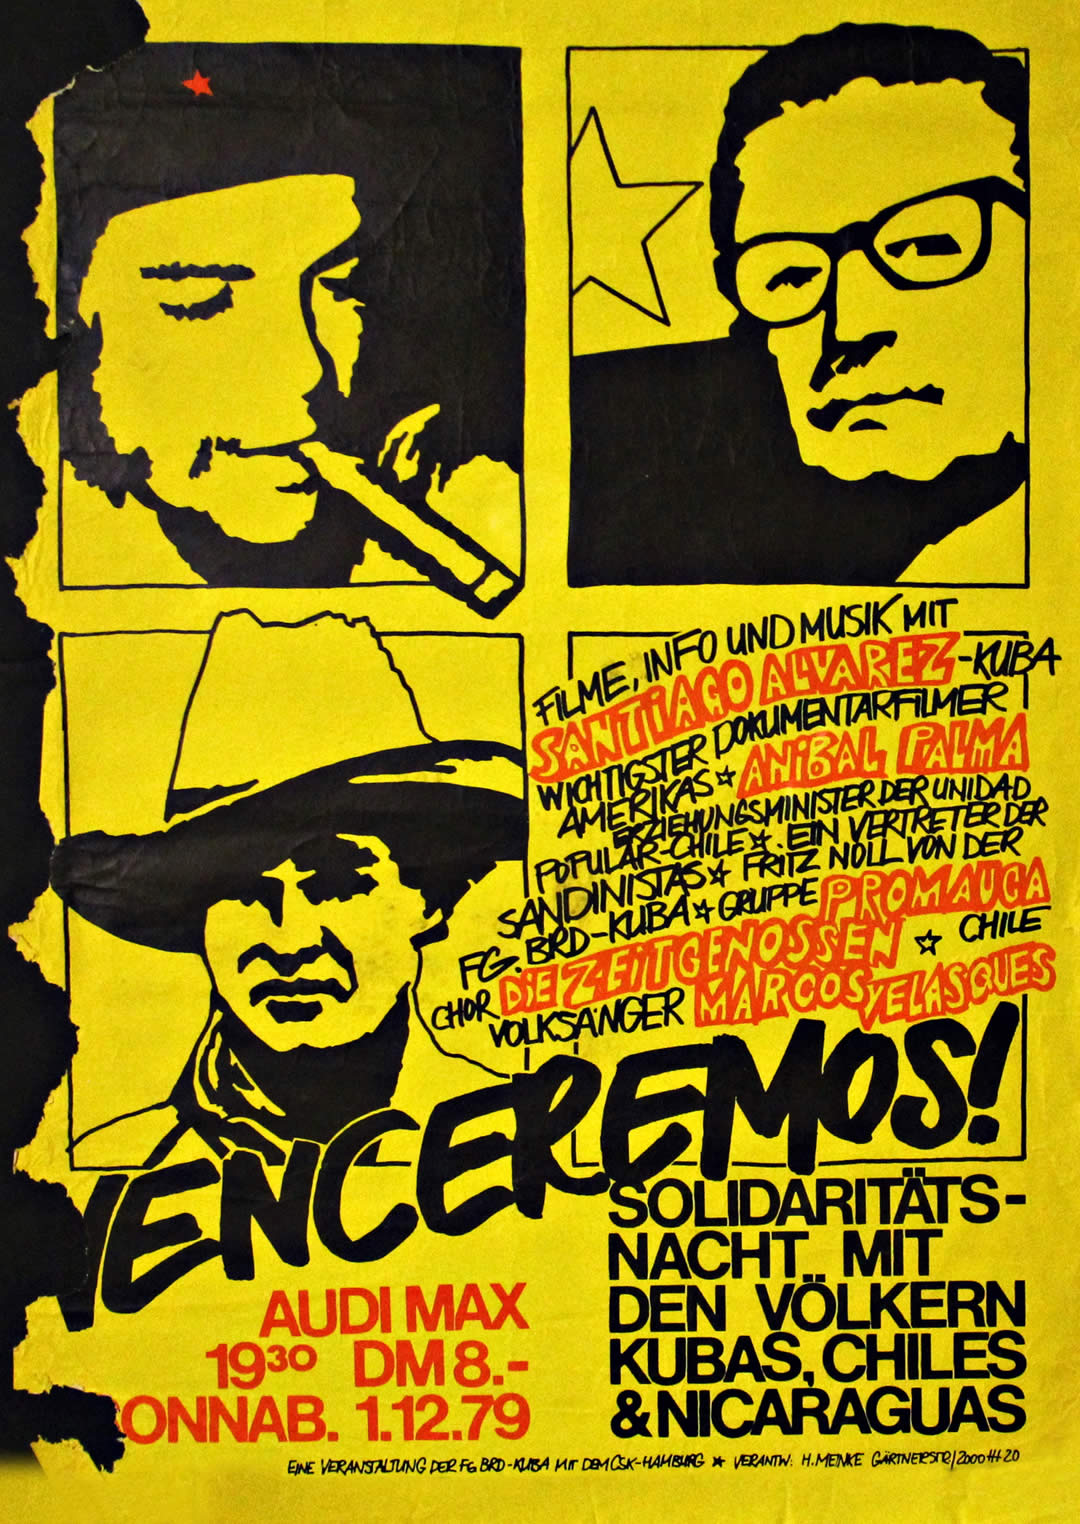 FILME, INFO UND MUSIK MIT
SANTIAGO ALVAREZ -KUBA
WICHTIGSTER DOKUMENTARFILMER
AMERIKAS ☆ ANIBAL PALMA
ERZIEHUNGSMINISTER DER UNIDAD
POPULAR-CHILE ☆ EIN VERTRETER DER
SANDINISTAS ☆ FRITZ NOLL VON DER
FG. BRD-KUBA ☆ GRUPPE PROMAUCA
CHOR DIE ZEITGENOSSEN ☆ CHILE
VOLKSÄNGER MARCOS VELASQUES
VENCEREMOS!
SOLIDARITÄTS-
NACHT MIT
DEN VÖLKERN
KUBAS, CHILES
& NICARAGUAS
AUDI MAX
19³⁰ DM 8.-
ONNAB. 1.12.79
EINE VERANSTALTUNG DER FG BRD-KUBA MIT DEM CSK-HAMBURG ★ VERANTW: H. MEINKE GÄRTNERSTR/2000 HH 20